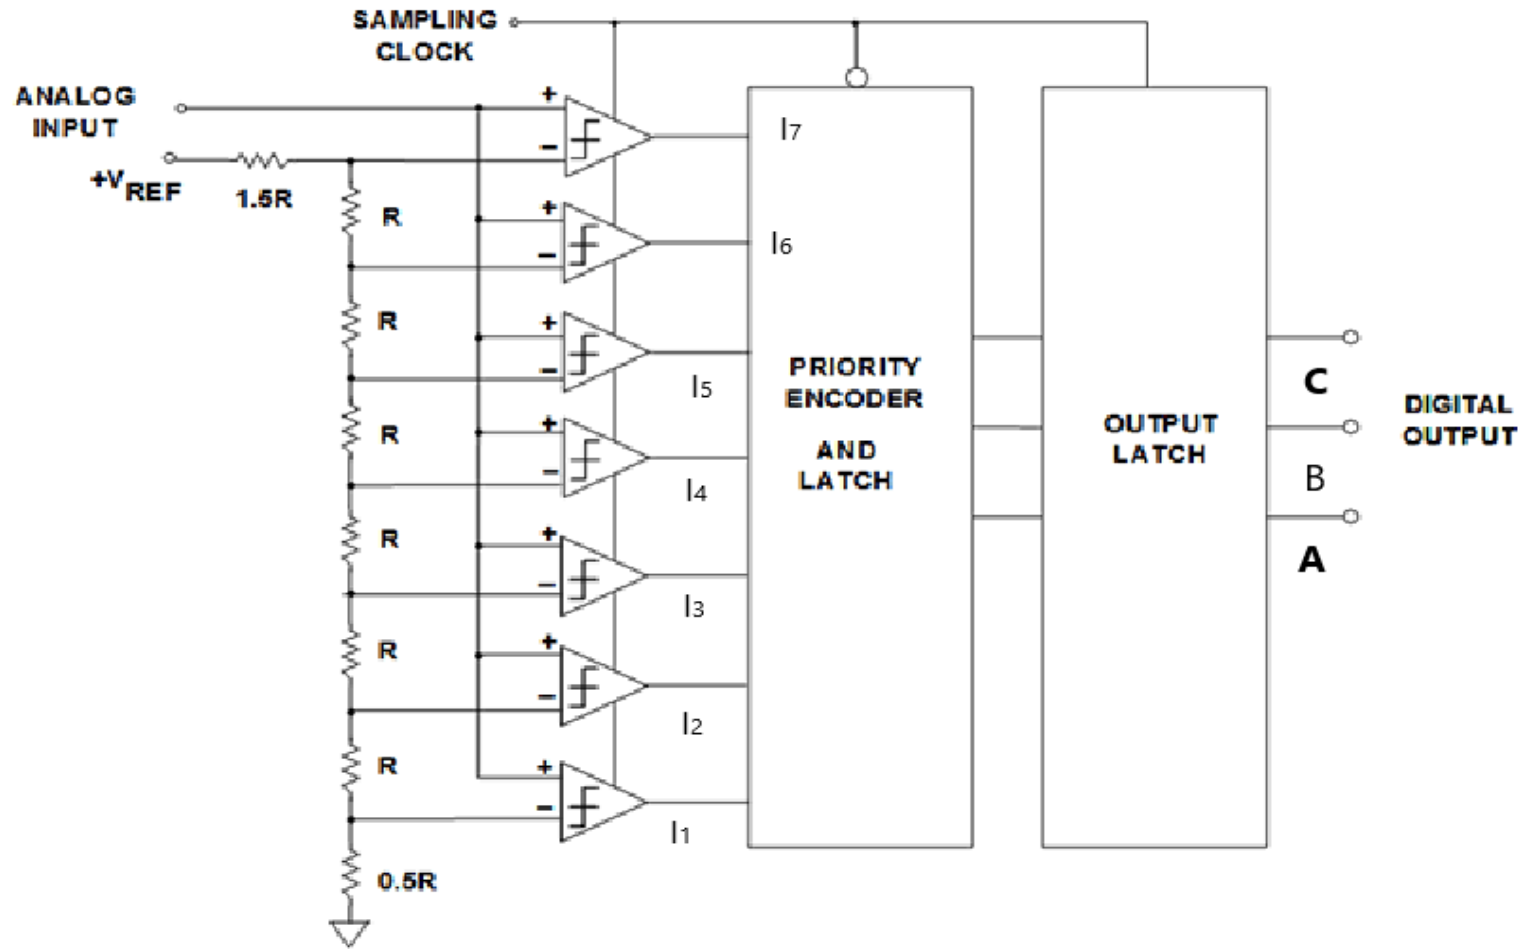 SAMPLING
CLOCK
ANALOG
INPUT
+VREF
1.5R
+
−
I7
R
+
−
I6
R
+
−
I5
R
+
−
I4
R
+
−
I3
R
+
−
I2
R
+
−
I1
0.5R
PRIORITY
ENCODER
AND
LATCH
OUTPUT
LATCH
C
B
A
DIGITAL
OUTPUT